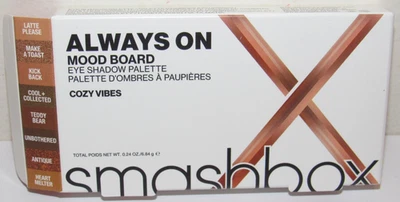 LATTE
PLEASE
MAKE
A TOAST
KICK
BACK
COOL +
COLLECTED
TEDDY
BEAR
UNBOTHERED
ANTIQUE
HEART
MELTER
ALWAYS ON
MOOD BOARD
EYE SHADOW PALETTE
PALETTE D'OMBRES À PAUPIÈRES
COZY VIBES
TOTAL POIDS NET WT. 0.24 OZ/6.84 g ℮
smashbox